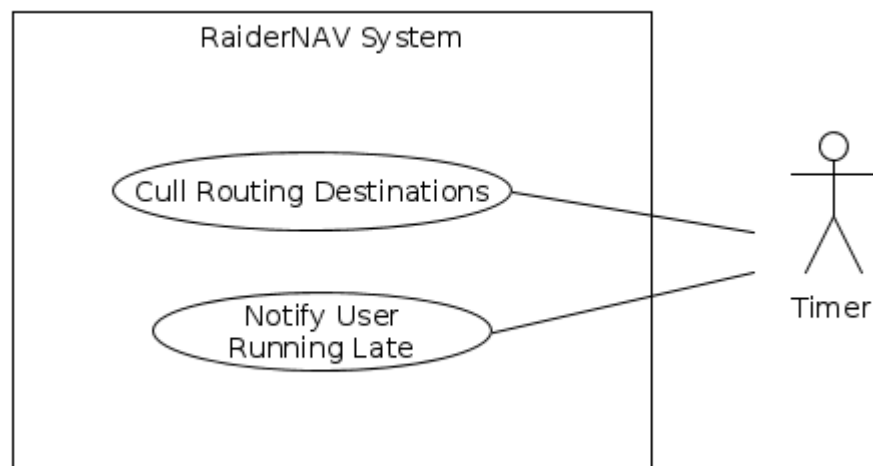 RaiderNAV System
Cull Routing Destinations
Notify User
Running Late
Timer